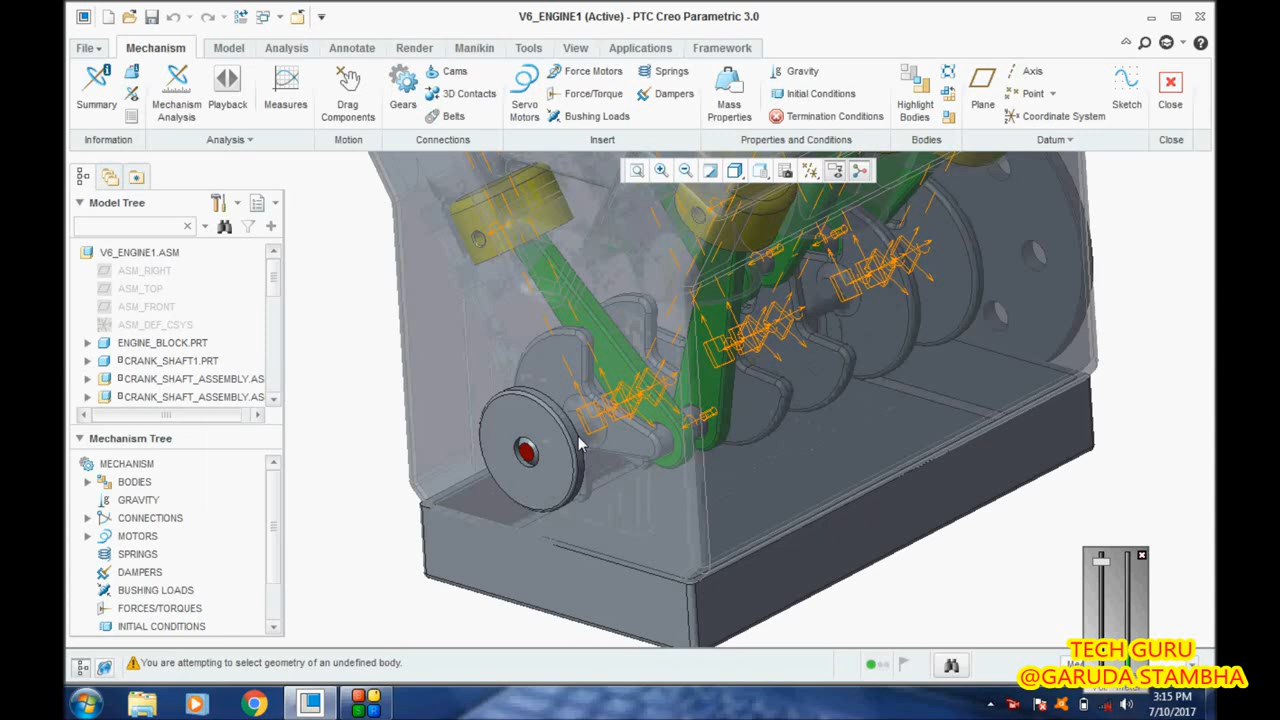 V6_ENGINE1 (Active) - PTC Creo Parametric 3.0
File Mechanism Model Analysis Annotate Render Manikin Tools View Applications Framework
Summary
Mechanism Analysis
Playback
Measures
Drag Components
Gears
Cams
3D Contacts
Belts
Servo Motors
Force Motors
Force/Torque
Bushing Loads
Springs
Dampers
Mass Properties
Gravity
Initial Conditions
Termination Conditions
Highlight Bodies
Plane
Axis
Point
Coordinate System
Sketch
Close
Information Analysis Motion Connections Insert Properties and Conditions Bodies Datum Close
Model Tree
V6_ENGINE1.ASM
ASM_RIGHT
ASM_TOP
ASM_FRONT
ASM_DEF_CSYS
ENGINE_BLOCK.PRT
CRANK_SHAFT1.PRT
CRANK_SHAFT_ASSEMBLY.AS
CRANK_SHAFT_ASSEMBLY.AS
Mechanism Tree
MECHANISM
BODIES
GRAVITY
CONNECTIONS
MOTORS
SPRINGS
DAMPERS
BUSHING LOADS
FORCES/TORQUES
INITIAL CONDITIONS
You are attempting to select geometry of an undefined body.
TECH GURU
@GARUDA STAMBHA
3:15 PM
7/10/2017